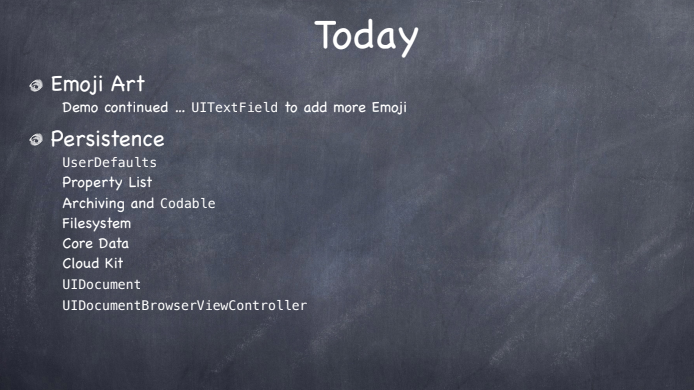 Today
Emoji Art
Demo continued ... UITextField to add more Emoji
Persistence
UserDefaults
Property List
Archiving and Codable
Filesystem
Core Data
Cloud Kit
UIDocument
UIDocumentBrowserViewController